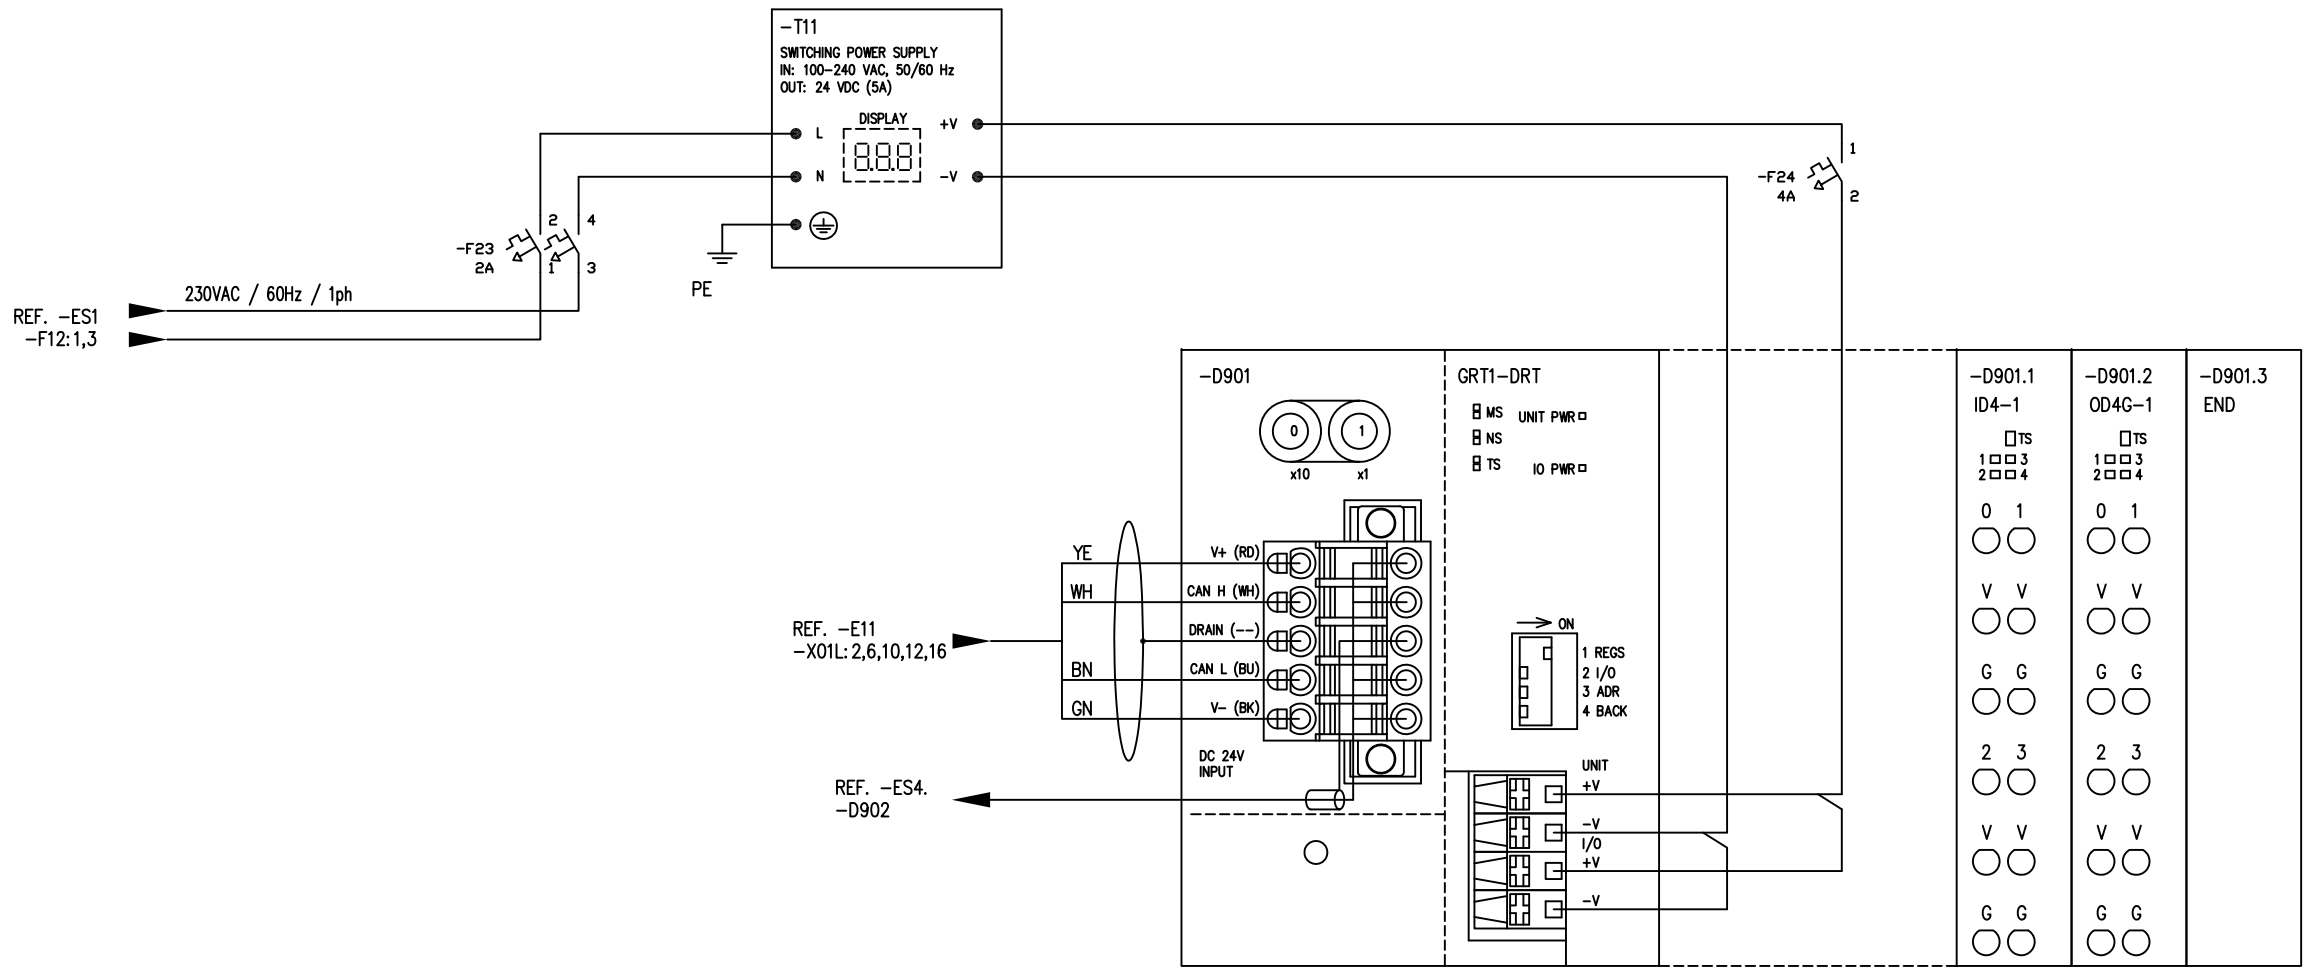 -T11
SWITCHING POWER SUPPLY
IN: 100-240 VAC, 50/60 Hz
OUT: 24 VDC (5A)
DISPLAY
8.8.8
L
N
+V
-V
1
-F24
4A
2
2
4
-F23
2A
1
3
PE
230VAC / 60Hz / 1ph
REF. -ES1
-F12:1,3
-D901
0
1
x10
x1
GRT1-DRT
MS
NS
TS
UNIT PWR
IO PWR
-D901.1
ID4-1
TS
1 3
2 4
0 1
V V
G G
2 3
V V
G G
-D901.2
OD4G-1
TS
1 3
2 4
0 1
V V
G G
2 3
V V
G G
-D901.3
END
YE
WH
BN
GN
V+ (RD)
CAN H (WH)
DRAIN (--)
CAN L (BU)
V- (BK)
REF. -E11
-X01L:2,6,10,12,16
DC 24V
INPUT
REF. -ES4.
-D902
ON
1 REGS
2 I/O
3 ADR
4 BACK
UNIT
+V
-V
I/O
+V
-V